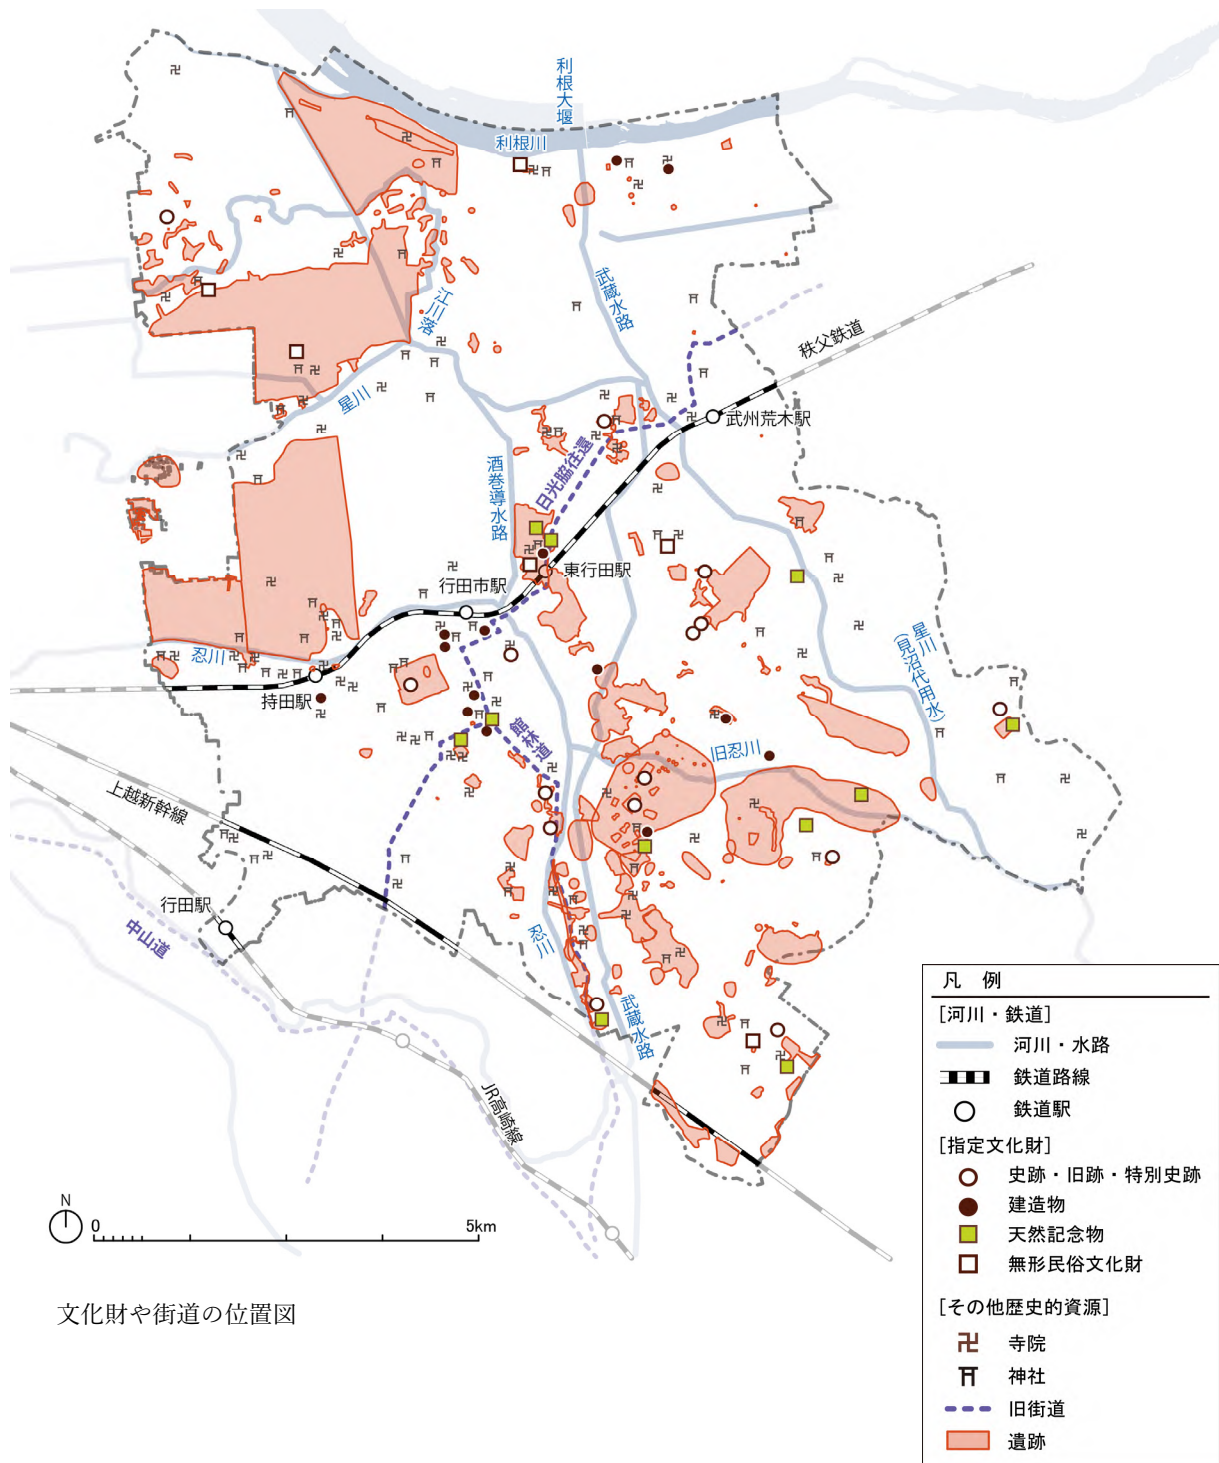 利根大堰
利根川
武蔵水路
江川落
秩父鉄道
星川
武州荒木駅
酒巻導水路
日光脇往還
東行田駅
行田市駅
忍川
持田駅
星川
(見沼代用水)
館林道
旧忍川
上越新幹線
行田駅
中山道
忍川
武蔵水路
JR高崎線
N
0
5km
文化財や街道の位置図
凡 例
[河川・鉄道]
河川・水路
鉄道路線
鉄道駅
[指定文化財]
史跡・旧跡・特別史跡
建造物
天然記念物
無形民俗文化財
[その他歴史的資源]
寺院
神社
旧街道
遺跡